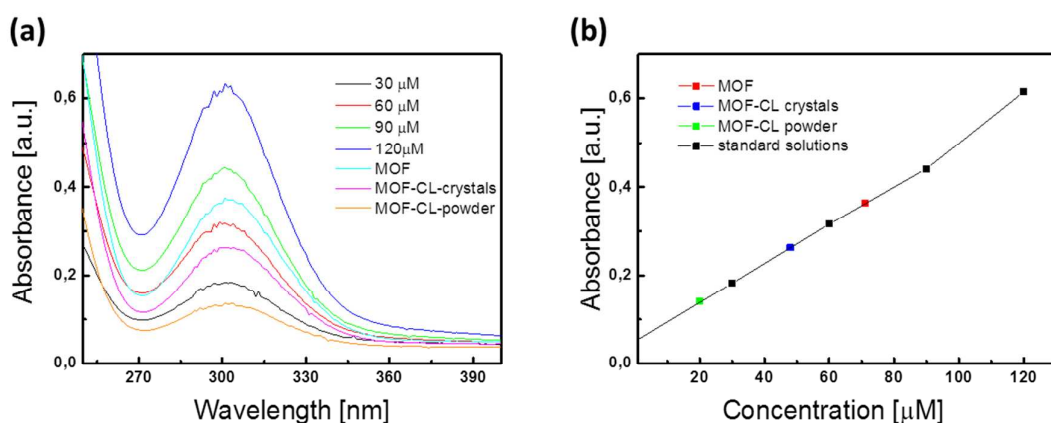 (a)
Absorbance [a.u.]
0,6
0,4
0,2
0,0
270
300
330
360
390
Wavelength [nm]
30 μM
60 μM
90 μM
120μM
MOF
MOF-CL-crystals
MOF-CL-powder
(b)
Absorbance [a.u.]
0,6
0,4
0,2
0,0
20
40
60
80
100
120
Concentration [μM]
MOF
MOF-CL crystals
MOF-CL powder
standard solutions